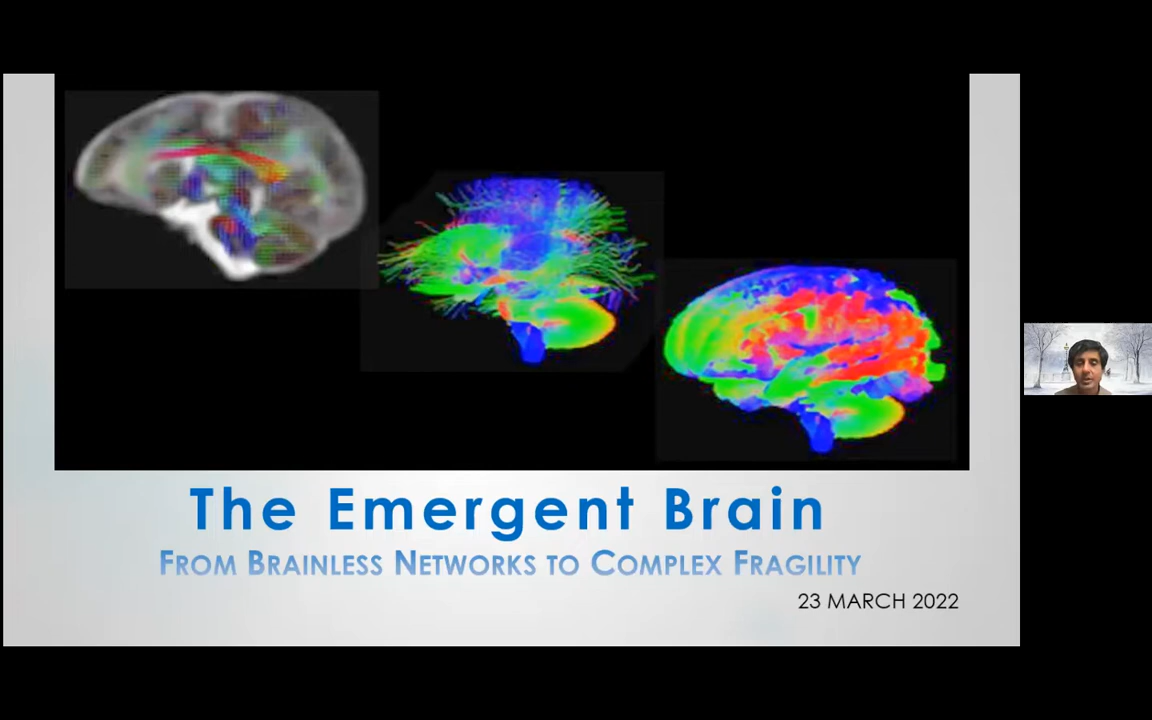 The Emergent Brain
From Brainless Networks to Complex Fragility
23 MARCH 2022